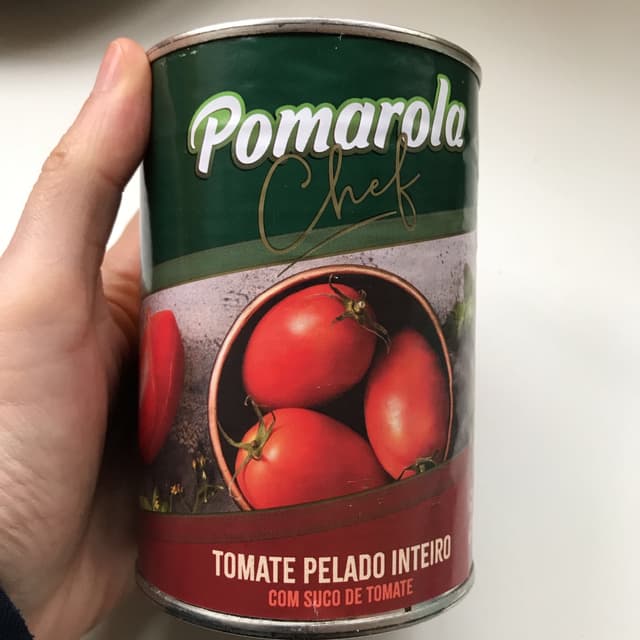 Pomarola
Chef
TOMATE PELADO INTEIRO
COM SUCO DE TOMATE